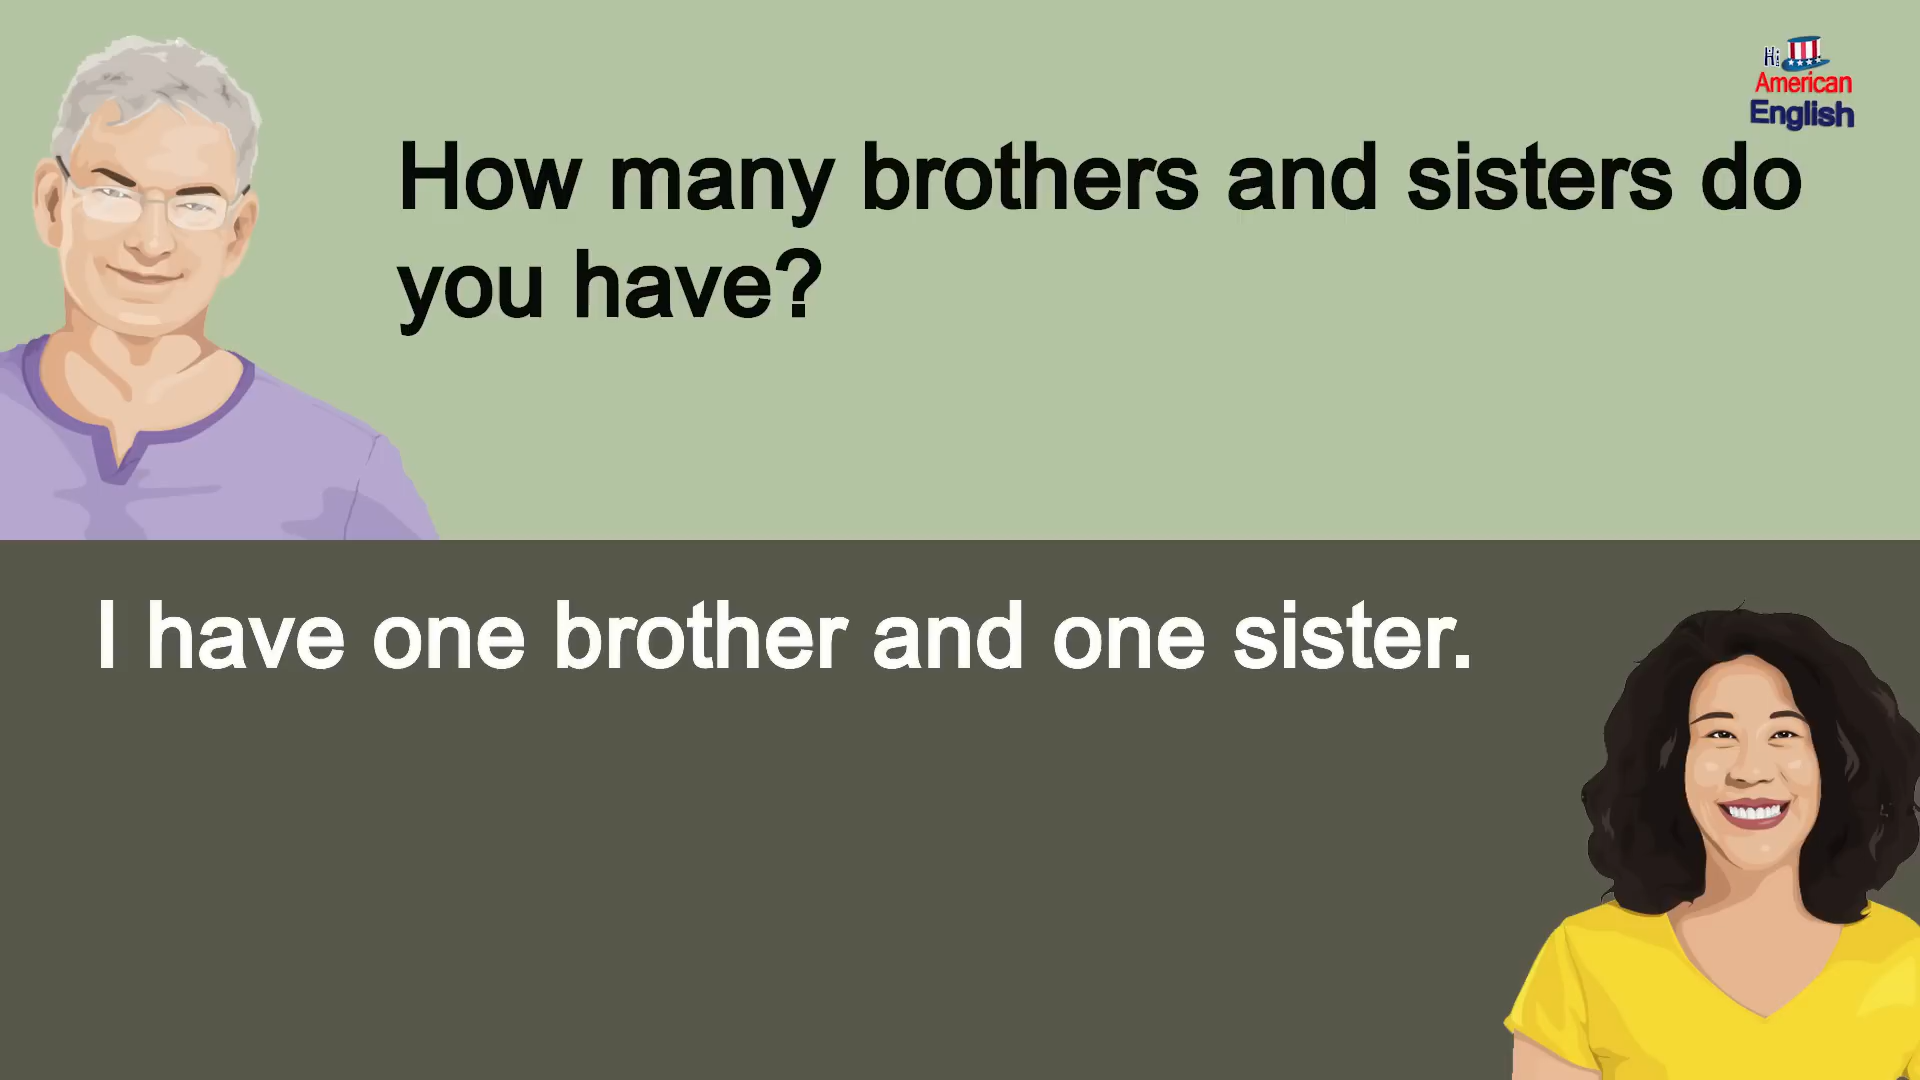 Hi
American
English
How many brothers and sisters do
you have?
I have one brother and one sister.